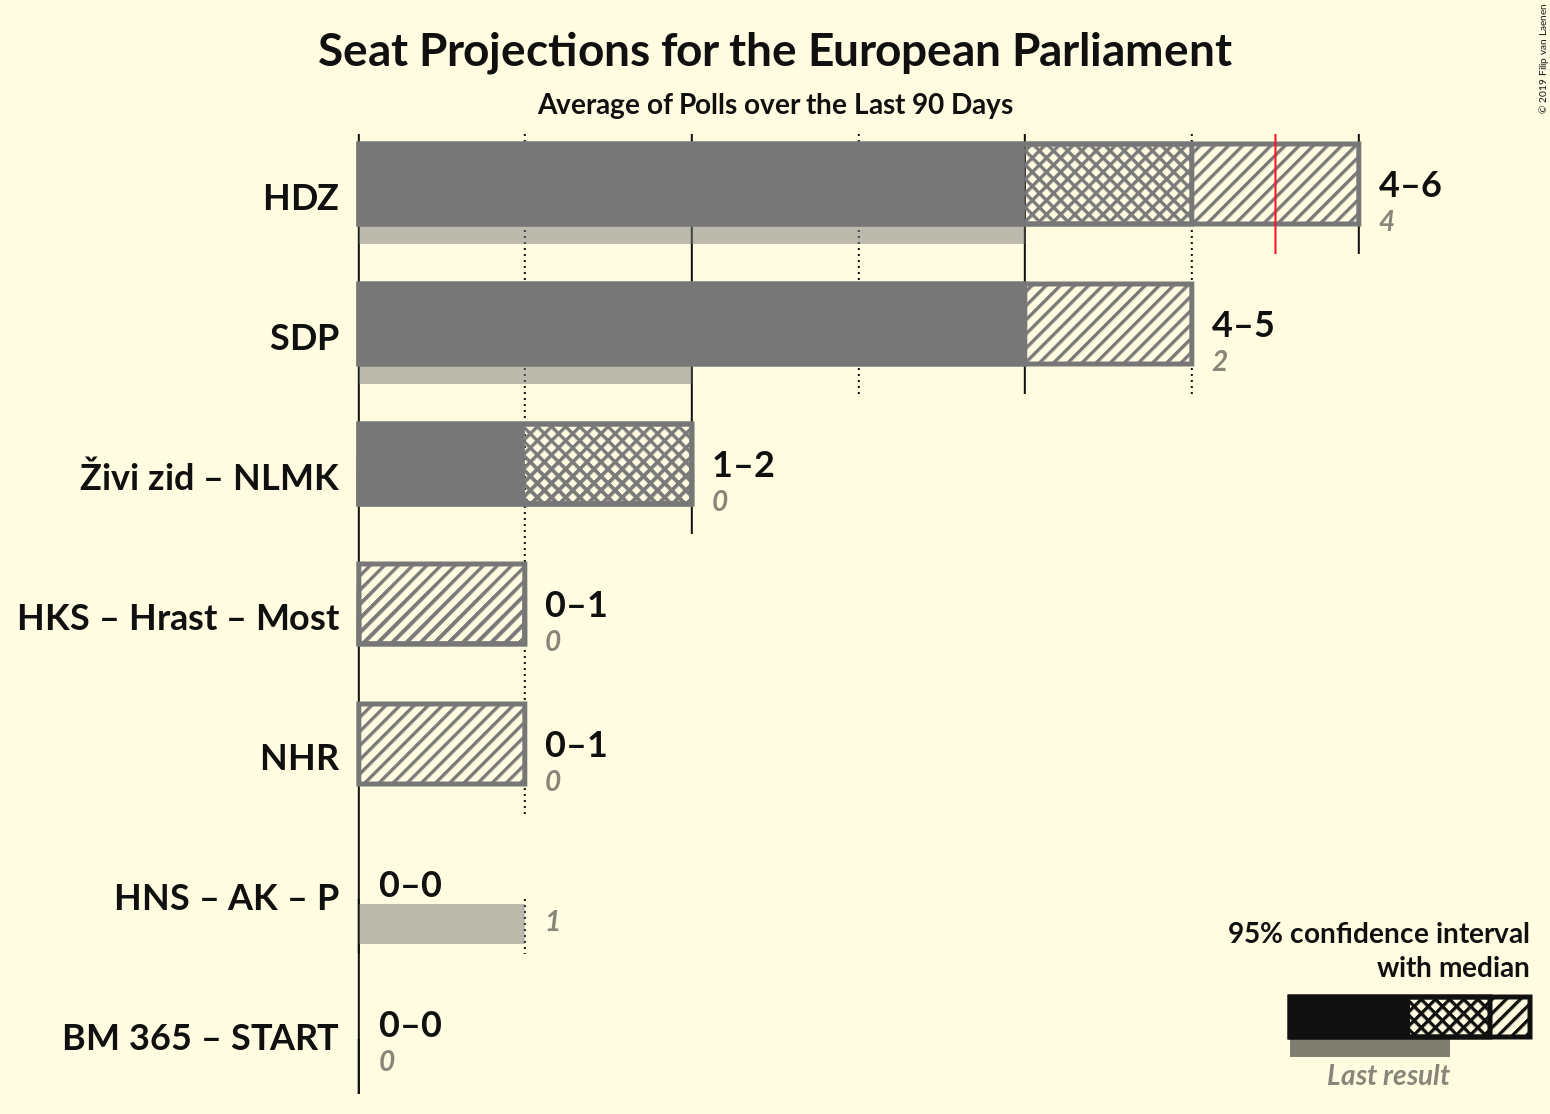 Seat Projections for the European Parliament
Average of Polls over the Last 90 Days
© 2019 Filip van Laenen
HDZ
4–6
4
SDP
4–5
2
Živi zid – NLMK
1–2
0
HKS – Hrast – Most
0–1
0
NHR
0–1
0
HNS – AK – P
0–0
1
BM 365 – START
0–0
0
95% confidence interval
with median
Last result